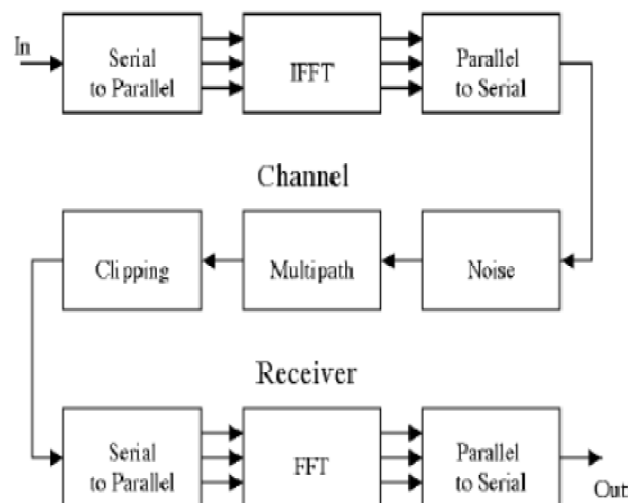 In
Serial
to Parallel
IFFT
Parallel
to Serial
Channel
Clipping
Multipath
Noise
Receiver
Serial
to Parallel
FFT
Parallel
to Serial
Out